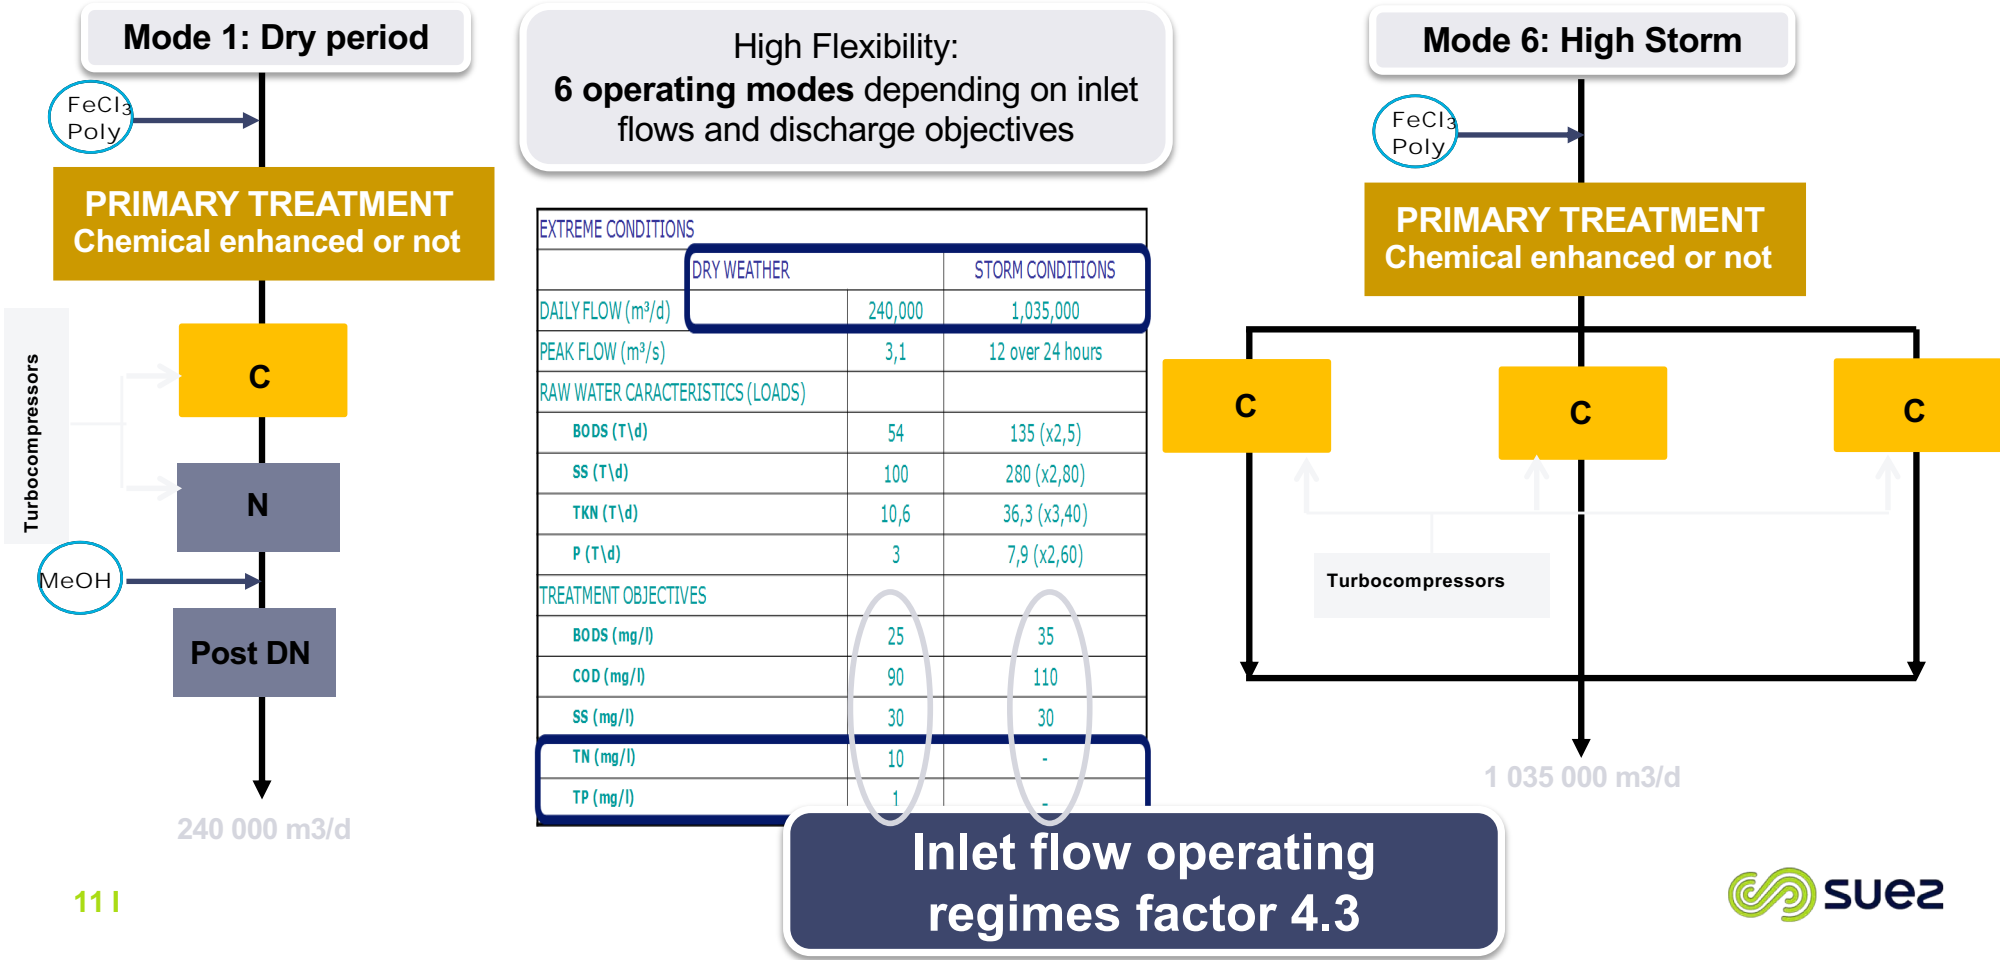 Mode 1: Dry period
FeCl3
Poly
PRIMARY TREATMENT
Chemical enhanced or not
Turbocompressors
C
N
MeOH
Post DN
240 000 m3/d
High Flexibility:
6 operating modes depending on inlet
flows and discharge objectives
EXTREME CONDITIONS
DRY WEATHER STORM CONDITIONS
DAILY FLOW (m³/d) 240,000 1,035,000
PEAK FLOW (m³/s) 3,1 12 over 24 hours
RAW WATER CARACTERISTICS (LOADS)
BODS (T\d) 54 135 (x2,5)
SS (T\d) 100 280 (x2,80)
TKN (T\d) 10,6 36,3 (x3,40)
P (T\d) 3 7,9 (x2,60)
TREATMENT OBJECTIVES
BODS (mg/l) 25 35
COD (mg/l) 90 110
SS (mg/l) 30 30
TN (mg/l) 10 -
TP (mg/l) 1 -
Inlet flow operating
regimes factor 4.3
Mode 6: High Storm
FeCl3
Poly
PRIMARY TREATMENT
Chemical enhanced or not
C C C
Turbocompressors
1 035 000 m3/d
11 I
suez